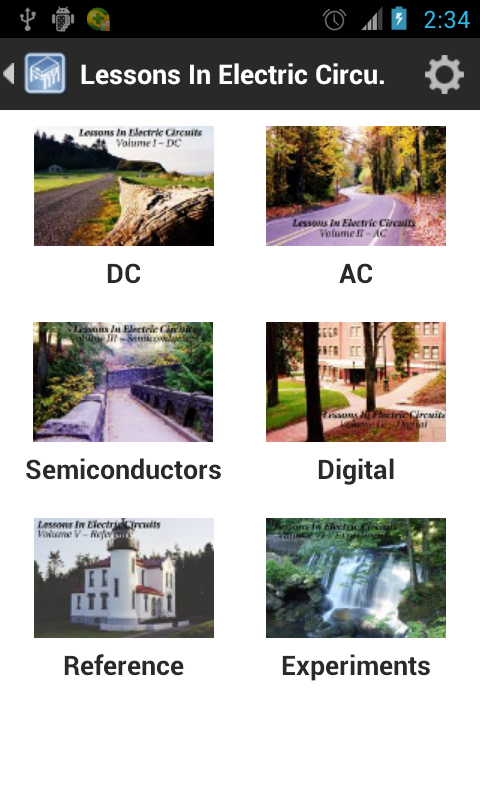 2:34
Lessons In Electric Circu.
Lessons In Electric Circuits
Volume I – DC
DC
Lessons In Electric Circuits
Volume II – AC
AC
Lessons In Electric Circuits
Volume III – Semiconductors
Semiconductors
Lessons In Electric Circuits
Volume IV – Digital
Digital
Lessons In Electric Circuits
Volume V – Reference
Reference
Lessons In Electric Circuits
Volume VI – Experiments
Experiments